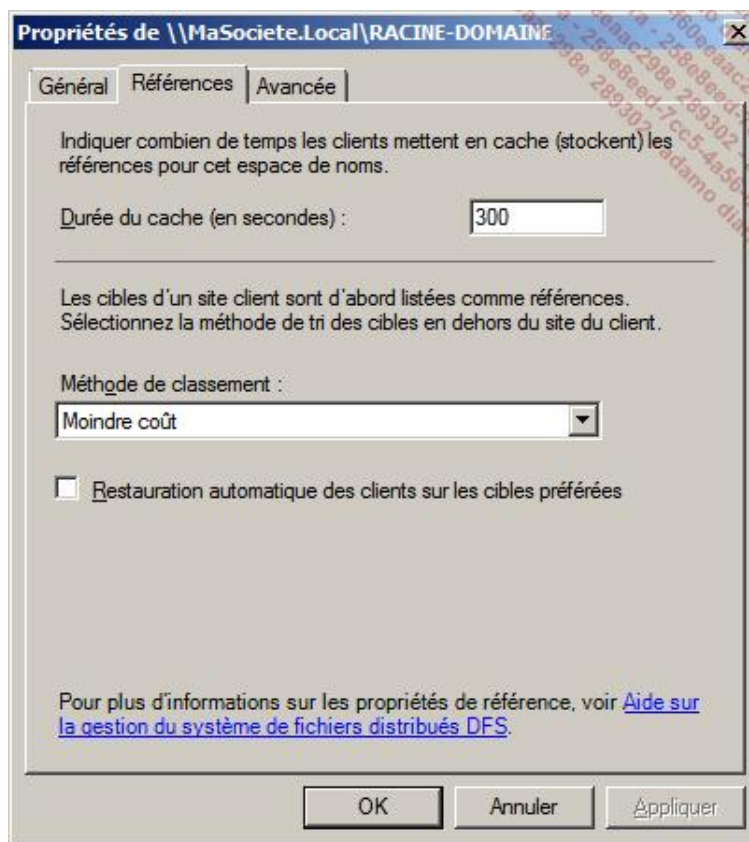 Propriétés de \\MaSociete.Local\RACINE-DOMAINE
Général Références Avancée
Indiquer combien de temps les clients mettent en cache (stockent) les
références pour cet espace de noms.
Durée du cache (en secondes) : 300
Les cibles d'un site client sont d'abord listées comme références.
Sélectionnez la méthode de tri des cibles en dehors du site du client.
Méthode de classement :
Moindre coût
Restauration automatique des clients sur les cibles préférées
Pour plus d'informations sur les propriétés de référence, voir Aide sur
la gestion du système de fichiers distribués DFS.
OK Annuler Appliquer